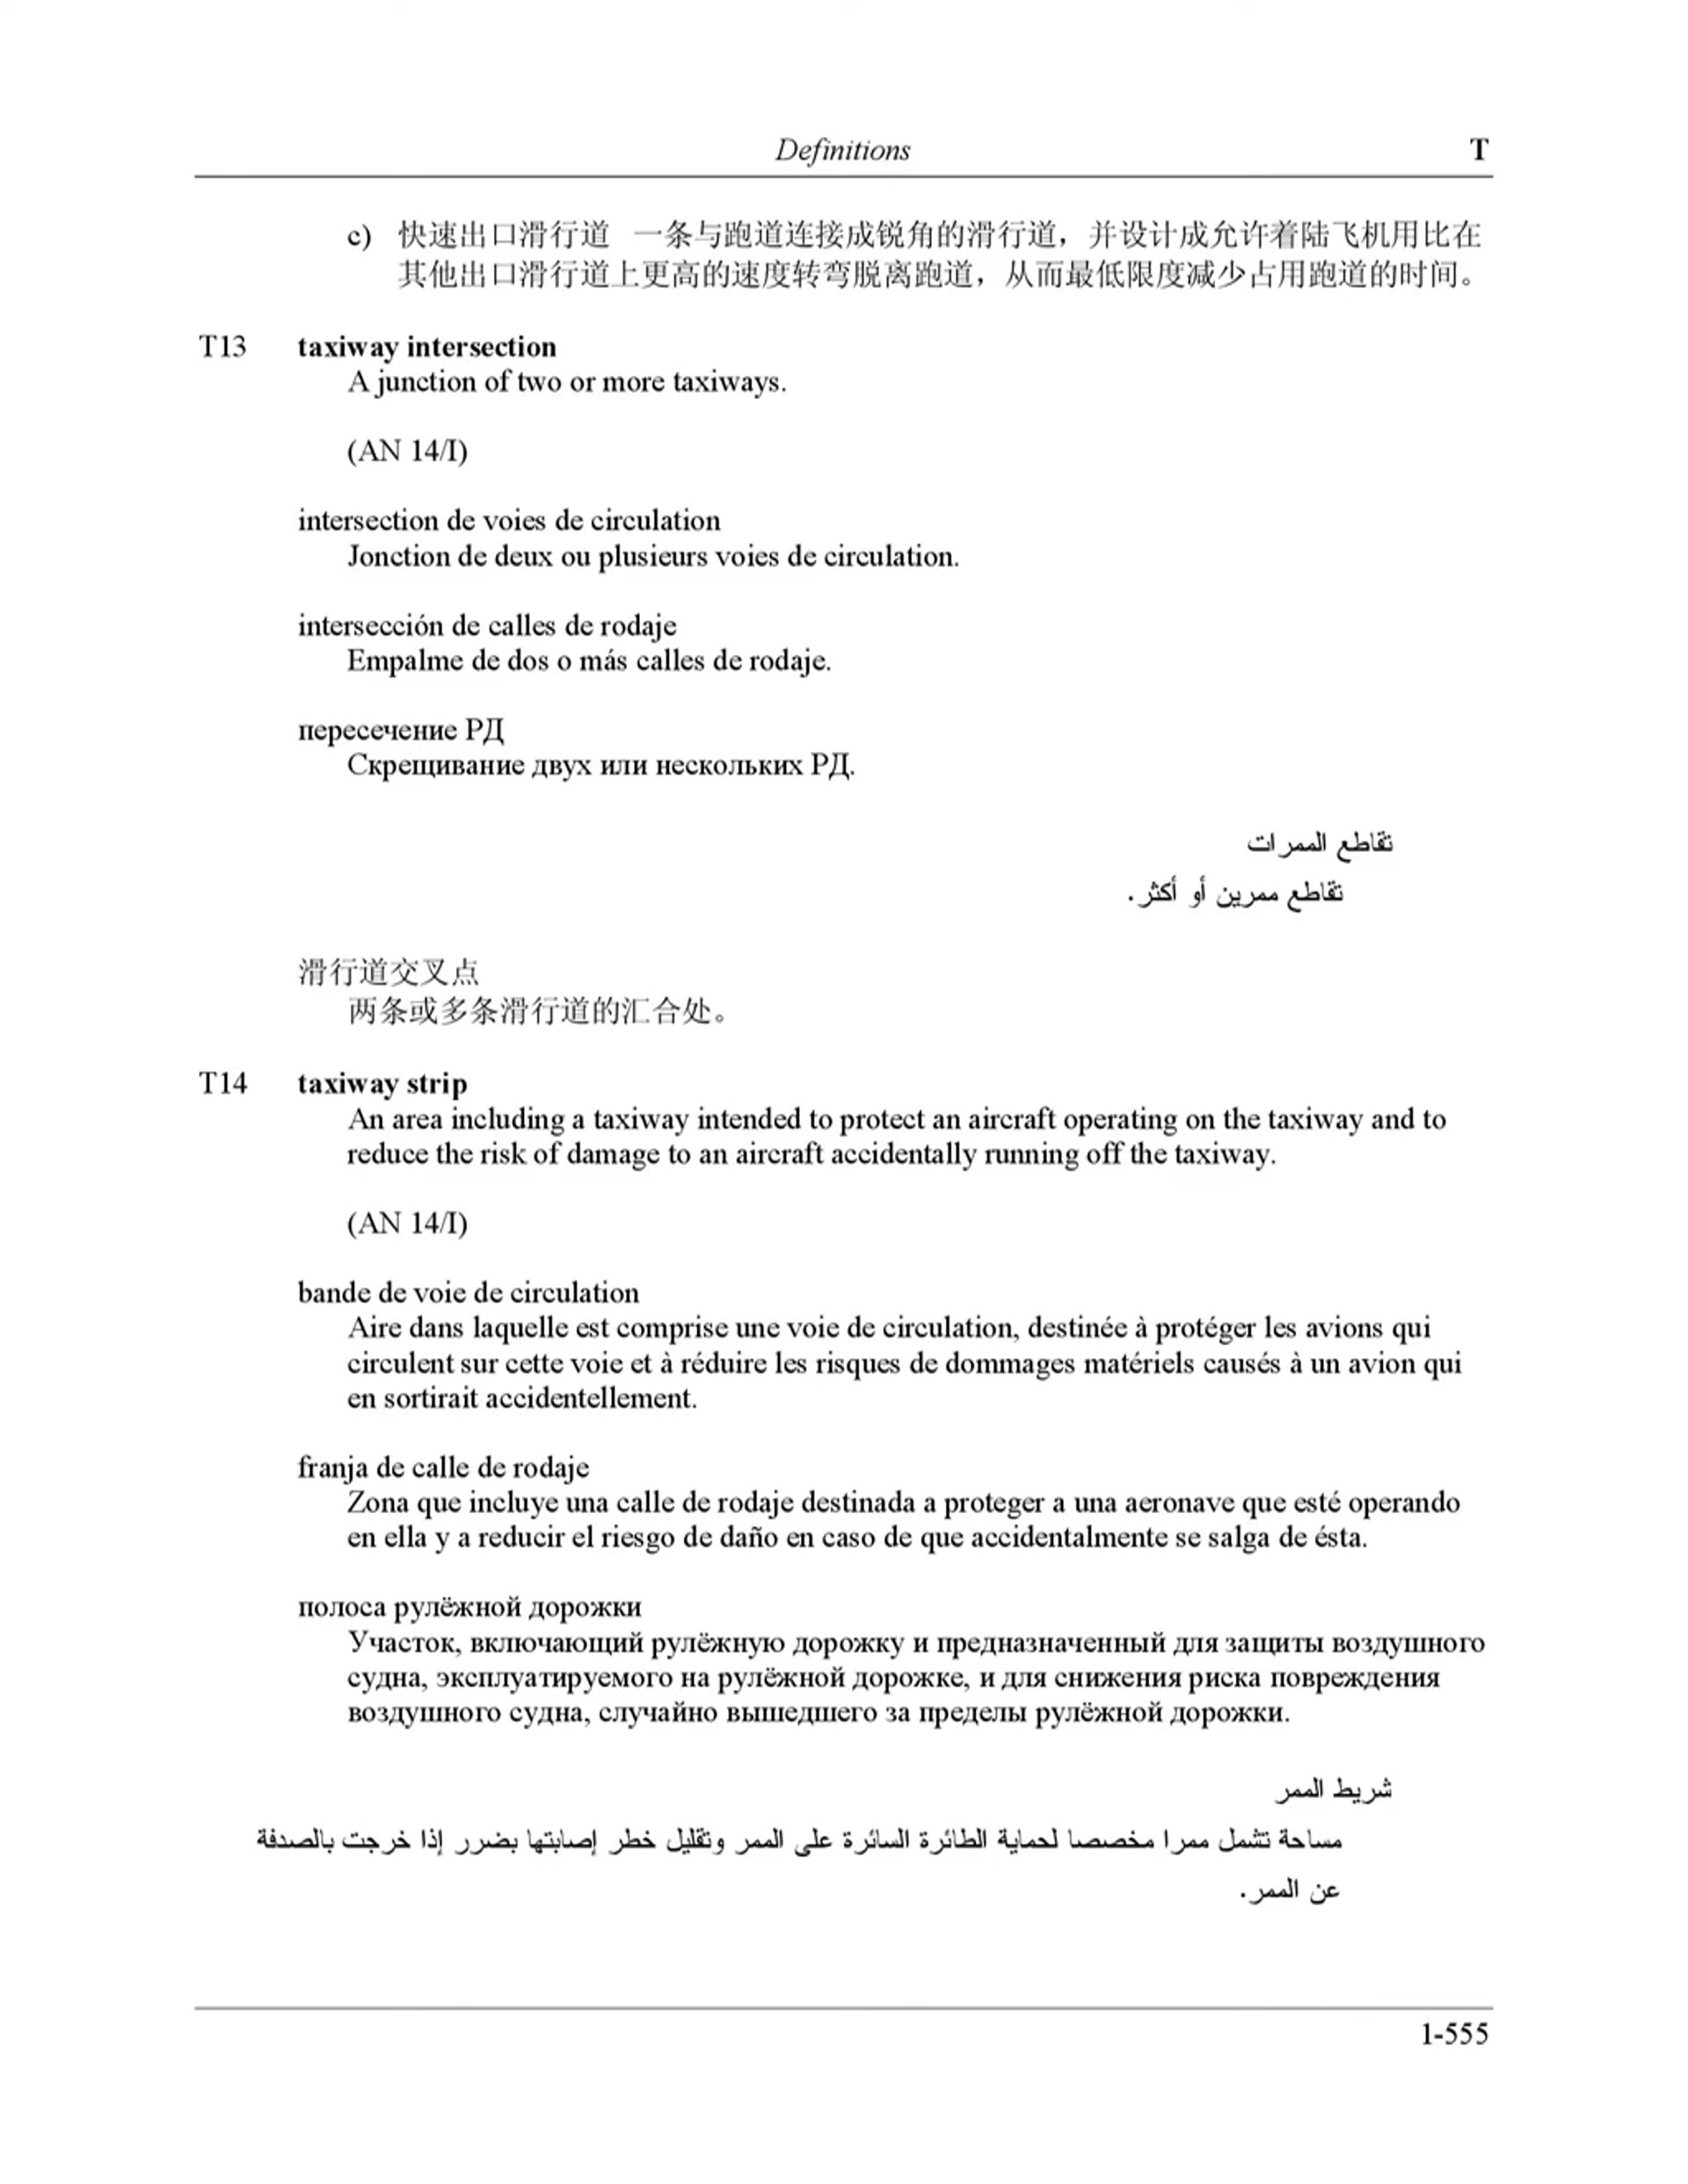 Definitions T
c) 快速出口滑行道 一条与跑道连接成锐角的滑行道，并设计成允许着陆飞机用比在
其他出口滑行道上更高的速度转弯脱离跑道，从而最低限度减少占用跑道的时间。
T13 taxiway intersection
A junction of two or more taxiways.
(AN 14/I)
intersection de voies de circulation
Jonction de deux ou plusieurs voies de circulation.
intersección de calles de rodaje
Empalme de dos o más calles de rodaje.
пересечение РД
Скрещивание двух или нескольких РД.
تقاطع الممرات
تقاطع ممرين أو أكثر.
滑行道交叉点
两条或多条滑行道的汇合处。
T14 taxiway strip
An area including a taxiway intended to protect an aircraft operating on the taxiway and to
reduce the risk of damage to an aircraft accidentally running off the taxiway.
(AN 14/I)
bande de voie de circulation
Aire dans laquelle est comprise une voie de circulation, destinée à protéger les avions qui
circulent sur cette voie et à réduire les risques de dommages matériels causés à un avion qui
en sortirait accidentellement.
franja de calle de rodaje
Zona que incluye una calle de rodaje destinada a proteger a una aeronave que esté operando
en ella y a reducir el riesgo de daño en caso de que accidentalmente se salga de ésta.
полоса рулёжной дорожки
Участок, включающий рулёжную дорожку и предназначенный для защиты воздушного
судна, эксплуатируемого на рулёжной дорожке, и для снижения риска повреждения
воздушного судна, случайно вышедшего за пределы рулёжной дорожки.
شريط الممر
مساحة تشمل ممرا مخصصا لحماية الطائرة السائرة على الممر وتقليل خطر إصابتها بضرر إذا خرجت بالصدفة
عن الممر.
1-555